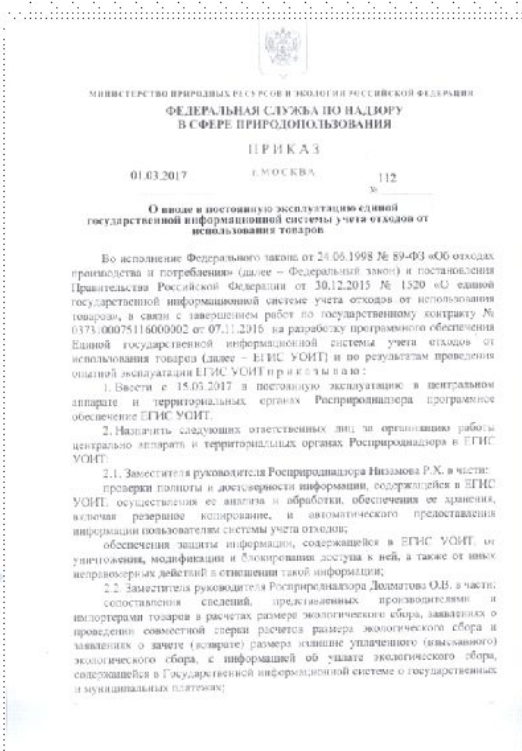 МИНИСТЕРСТВО ПРИРОДНЫХ РЕСУРСОВ И ЭКОЛОГИИ РОССИЙСКОЙ ФЕДЕРАЦИИ
ФЕДЕРАЛЬНАЯ СЛУЖБА ПО НАДЗОРУ
В СФЕРЕ ПРИРОДОПОЛЬЗОВАНИЯ
ПРИКАЗ
01.03.2017 г.МОСКВА № 112
О вводе в постоянную эксплуатацию единой
государственной информационной системы учета отходов от
использования товаров
Во исполнение Федерального закона от 24.06.1998 № 89-ФЗ «Об отходах
производства и потребления» (далее – Федеральный закон) и постановления
Правительства Российской Федерации от 30.12.2015 № 1520 «О единой
государственной информационной системе учета отходов от использования
товаров», в связи с завершением работ по государственному контракту №
0373100075116000002 от 07.11.2016 на разработку программного обеспечения
Единой государственной информационной системы учета отходов от
использования товаров (далее – ЕГИС УОИТ) и по результатам проведения
опытной эксплуатации ЕГИС УОИТ п р и к а з ы в а ю :
1. Ввести с 15.03.2017 в постоянную эксплуатацию в центральном
аппарате и территориальных органах Росприроднадзора программное
обеспечение ЕГИС УОИТ.
2. Назначить следующих ответственных лиц за организацию работы
центрально аппарата и территориальных органах Росприроднадзора в ЕГИС
УОИТ:
2.1. Заместителя руководителя Росприроднадзора Низамова Р.Х. в части:
проверки полноты и достоверности информации, содержащейся в ЕГИС
УОИТ, осуществления ее анализа и обработки, обеспечения ее хранения,
включая резервное копирование, и автоматического предоставления
информации пользователям системы учета отходов;
обеспечения защиты информации, содержащейся в ЕГИС УОИТ, от
уничтожения, модификации и блокирования доступа к ней, а также от иных
неправомерных действий в отношении такой информации;
2.2. Заместителя руководителя Росприроднадзора Долматова О.В. в части:
сопоставления сведений, представленных производителями и
импортерами товаров в расчетах размера экологического сбора, заявлениях о
проведении совместной сверки расчетов размера экологического сбора и
заявлениях о зачете (возврате) размера излишне уплаченного (взысканного)
экологического сбора, с информацией об уплате экологического сбора,
содержащейся в Государственной информационной системе о государственных
и муниципальных платежах;